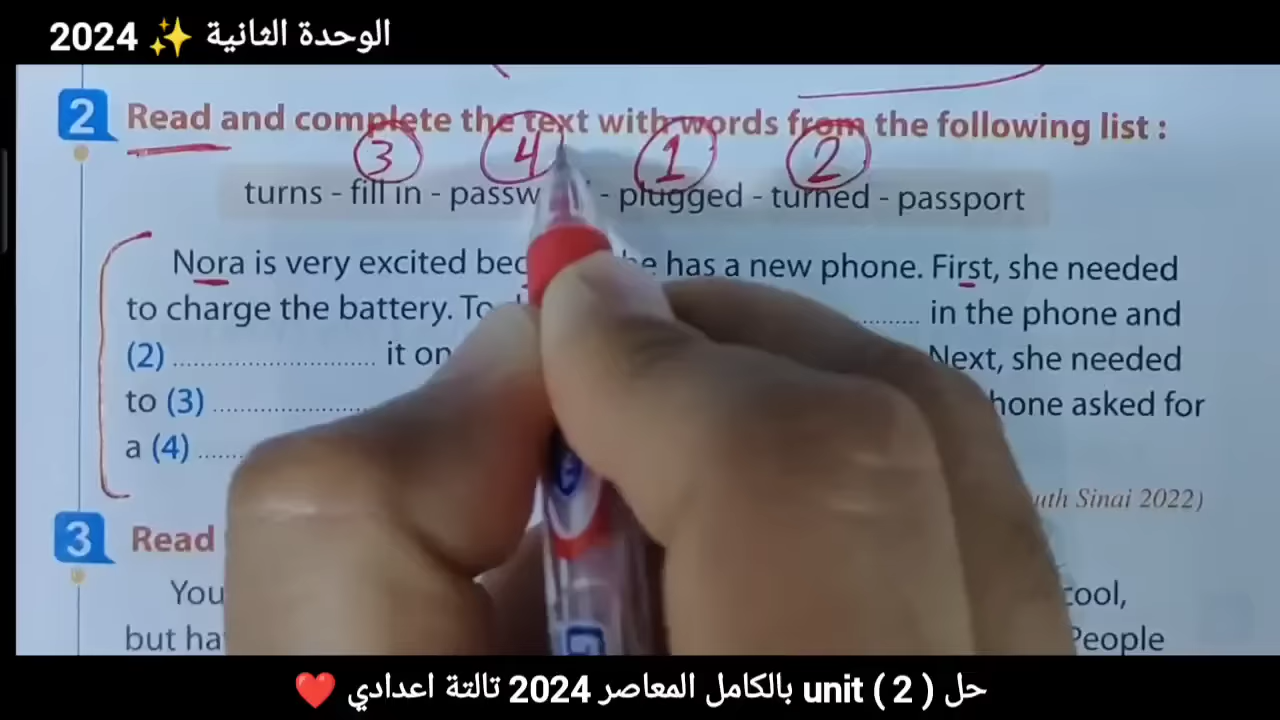 الوحدة الثانية ✨ 2024
2 Read and complete the text with words from the following list :
3 4 1 2
turns - fill in - passw - plugged - turned - passport
Nora is very excited bec he has a new phone. First, she needed
to charge the battery. To ........ in the phone and
(2) ........................... it on Next, she needed
to (3) ..................... hone asked for
a (4) ......
uth Sinai 2022)
3 Read
You cool,
but ha People
حل unit ( 2 ) بالكامل المعاصر 2024 تالتة اعدادي ❤️